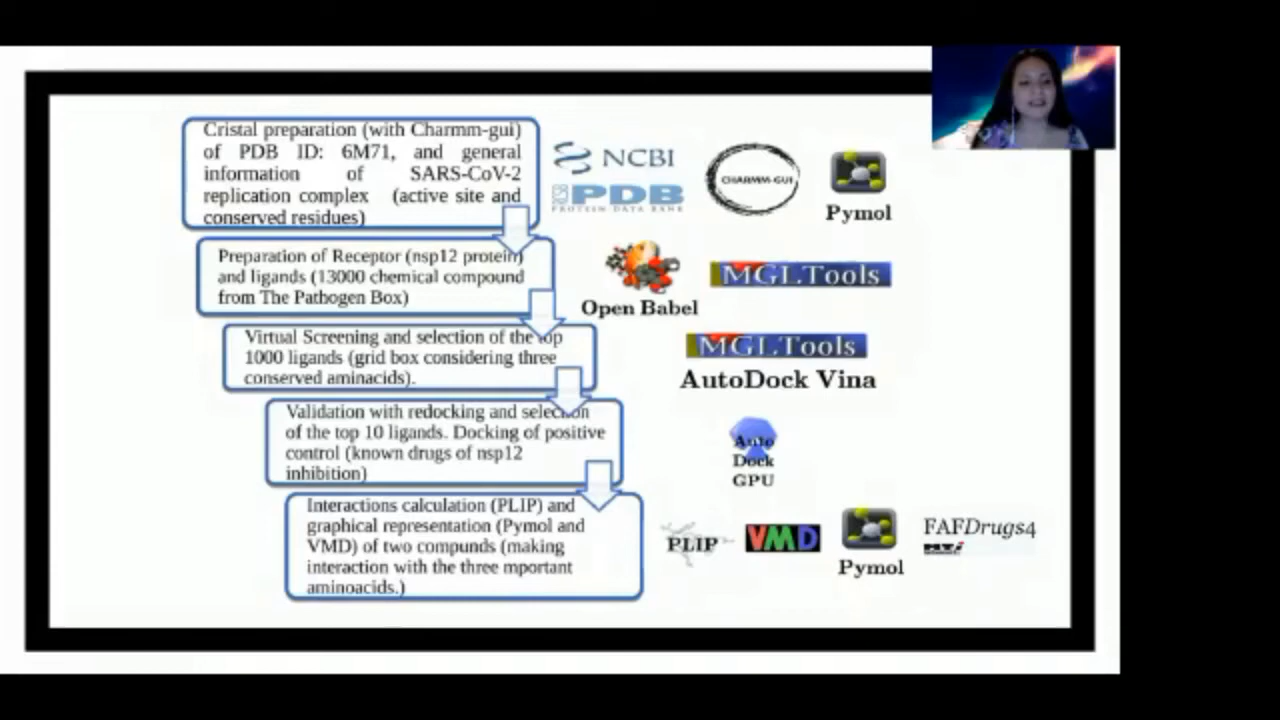 Cristal preparation (with Charmm-gui)
of PDB ID: 6M71, and general
information of SARS-CoV-2
replication complex (active site and
conserved residues)
NCBI
PDB
PROTEIN DATA BANK
CHARMM-GUI
Pymol
Preparation of Receptor (nsp12 protein)
and ligands (13000 chemical compound
from The Pathogen Box)
Open Babel
MGLTools
Virtual Screening and selection of the top
1000 ligands (grid box considering three
conserved aminacids).
MGLTools
AutoDock Vina
Validation with redocking and selection
of the top 10 ligands. Docking of positive
control (known drugs of nsp12
inhibition)
Auto
Dock
GPU
Interactions calculation (PLIP) and
graphical representation (Pymol and
VMD) of two compunds (making
interaction with the three mportant
aminoacids.)
PLIP
VMD
Pymol
FAFDrugs4
MTi